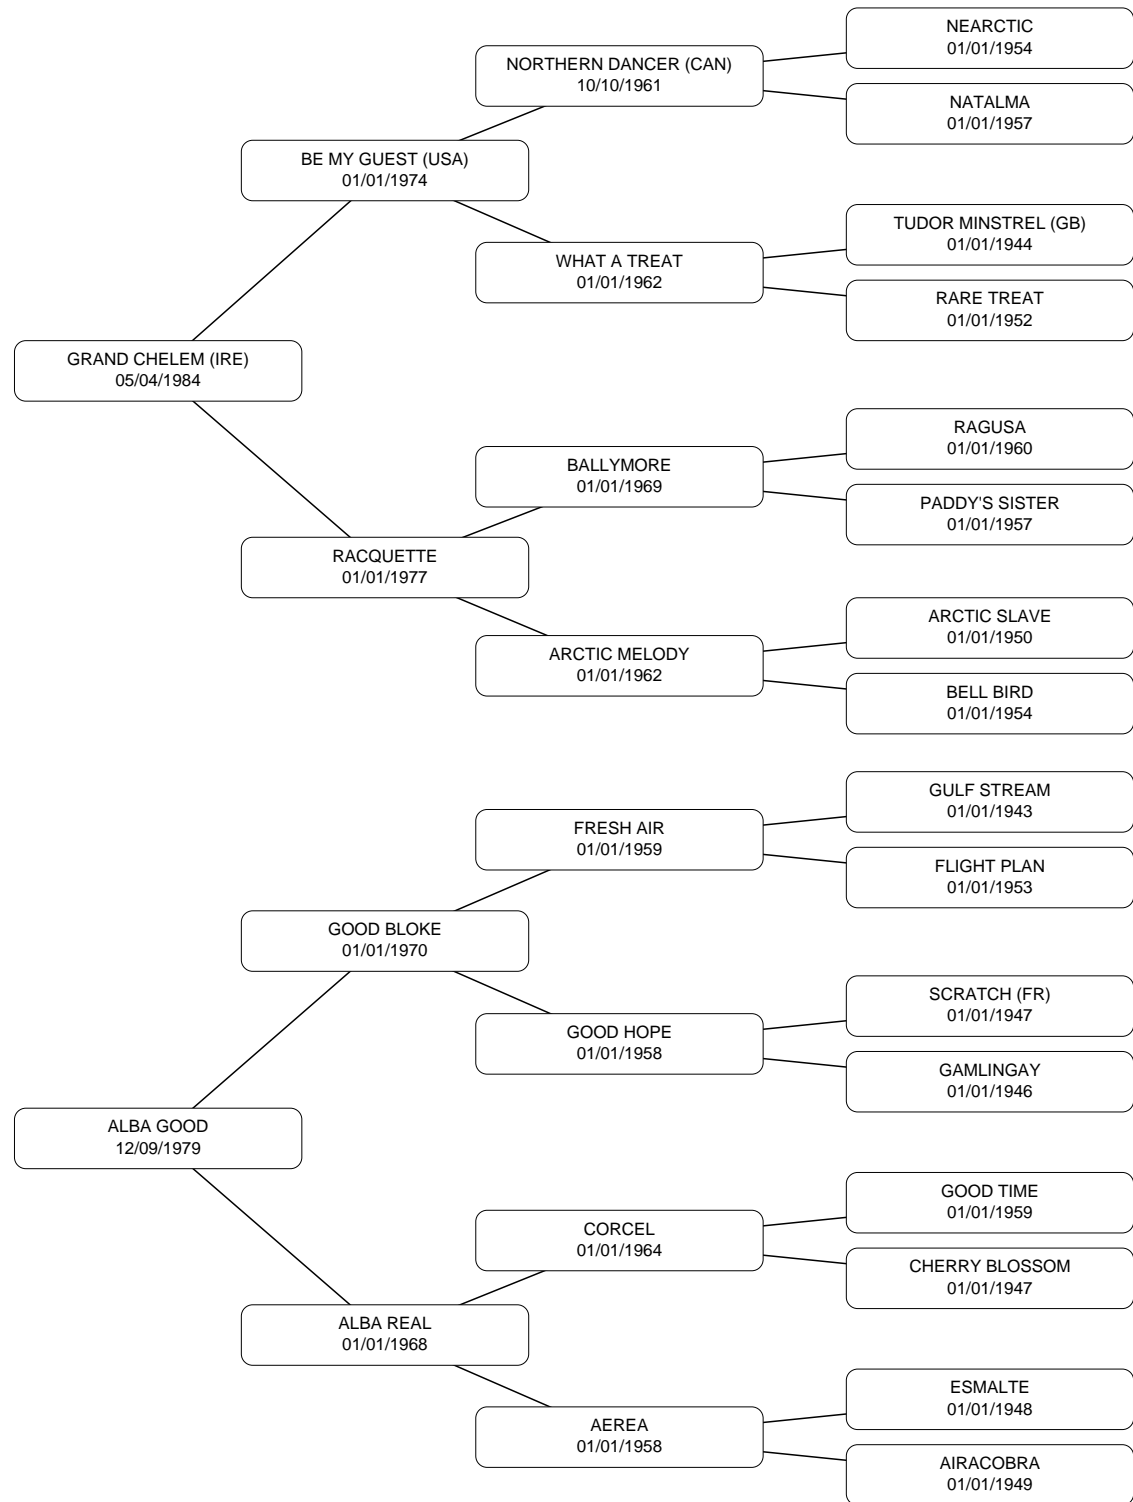 NEARCTIC
01/01/1954
NORTHERN DANCER (CAN)
10/10/1961
NATALMA
01/01/1957
BE MY GUEST (USA)
01/01/1974
TUDOR MINSTREL (GB)
01/01/1944
WHAT A TREAT
01/01/1962
RARE TREAT
01/01/1952
GRAND CHELEM (IRE)
05/04/1984
RAGUSA
01/01/1960
BALLYMORE
01/01/1969
PADDY'S SISTER
01/01/1957
RACQUETTE
01/01/1977
ARCTIC SLAVE
01/01/1950
ARCTIC MELODY
01/01/1962
BELL BIRD
01/01/1954
GULF STREAM
01/01/1943
FRESH AIR
01/01/1959
FLIGHT PLAN
01/01/1953
GOOD BLOKE
01/01/1970
SCRATCH (FR)
01/01/1947
GOOD HOPE
01/01/1958
GAMLINGAY
01/01/1946
ALBA GOOD
12/09/1979
GOOD TIME
01/01/1959
CORCEL
01/01/1964
CHERRY BLOSSOM
01/01/1947
ALBA REAL
01/01/1968
ESMALTE
01/01/1948
AEREA
01/01/1958
AIRACOBRA
01/01/1949